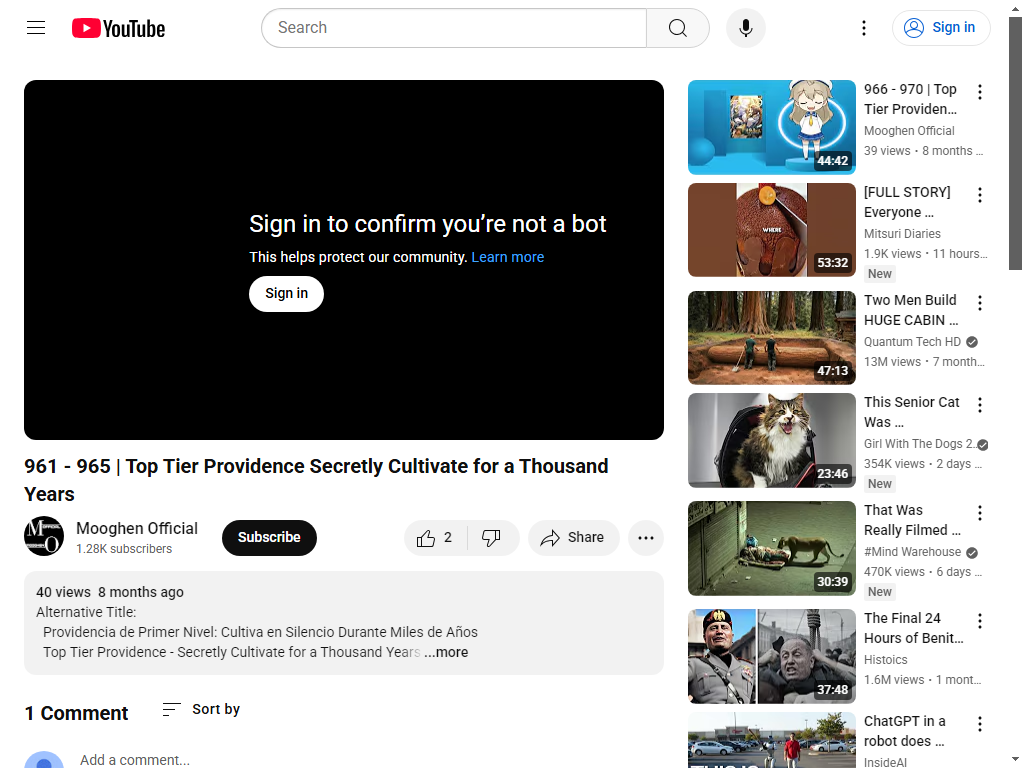 YouTube
Search
Sign in
Sign in to confirm you’re not a bot
This helps protect our community. Learn more
Sign in
961 - 965 | Top Tier Providence Secretly Cultivate for a Thousand
Years
Mooghen Official
1.28K subscribers
Subscribe
2
Share
40 views 8 months ago
Alternative Title:
Providencia de Primer Nivel: Cultiva en Silencio Durante Miles de Años
Top Tier Providence - Secretly Cultivate for a Thousand Years ...more
1 Comment
Sort by
Add a comment...
966 - 970 | Top
Tier Providen...
Mooghen Official
39 views • 8 months ...
44:42
[FULL STORY]
Everyone ...
Mitsuri Diaries
1.9K views • 11 hours...
New
WHERE
53:32
Two Men Build
HUGE CABIN ...
Quantum Tech HD
13M views • 7 month...
47:13
This Senior Cat
Was ...
Girl With The Dogs 2...
354K views • 2 days ...
New
23:46
That Was
Really Filmed ...
#Mind Warehouse
470K views • 6 days ...
New
30:39
The Final 24
Hours of Benit...
Histoics
1.6M views • 1 mont...
37:48
ChatGPT in a
robot does ...
InsideAI
THIS IS